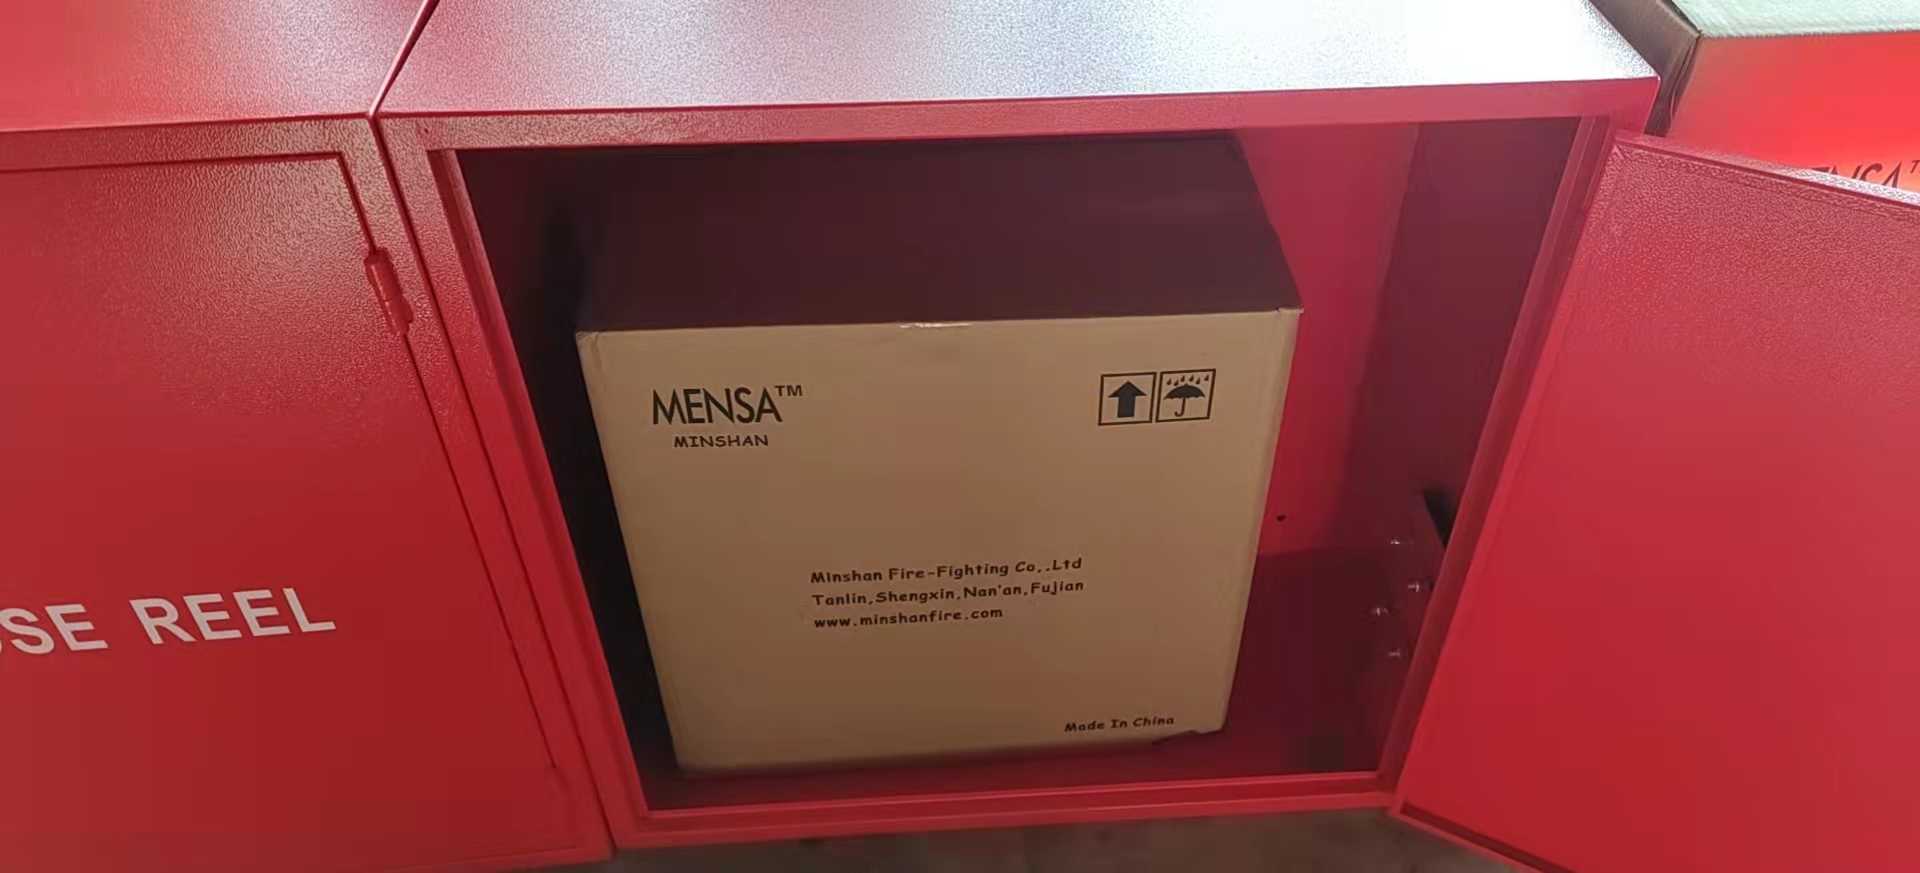 MENSA™
MINSHAN
Minshan Fire-Fighting Co,.Ltd
Tanlin,Shengxin,Nan'an,Fujian
www.minshanfire.com
Made In China
REEL